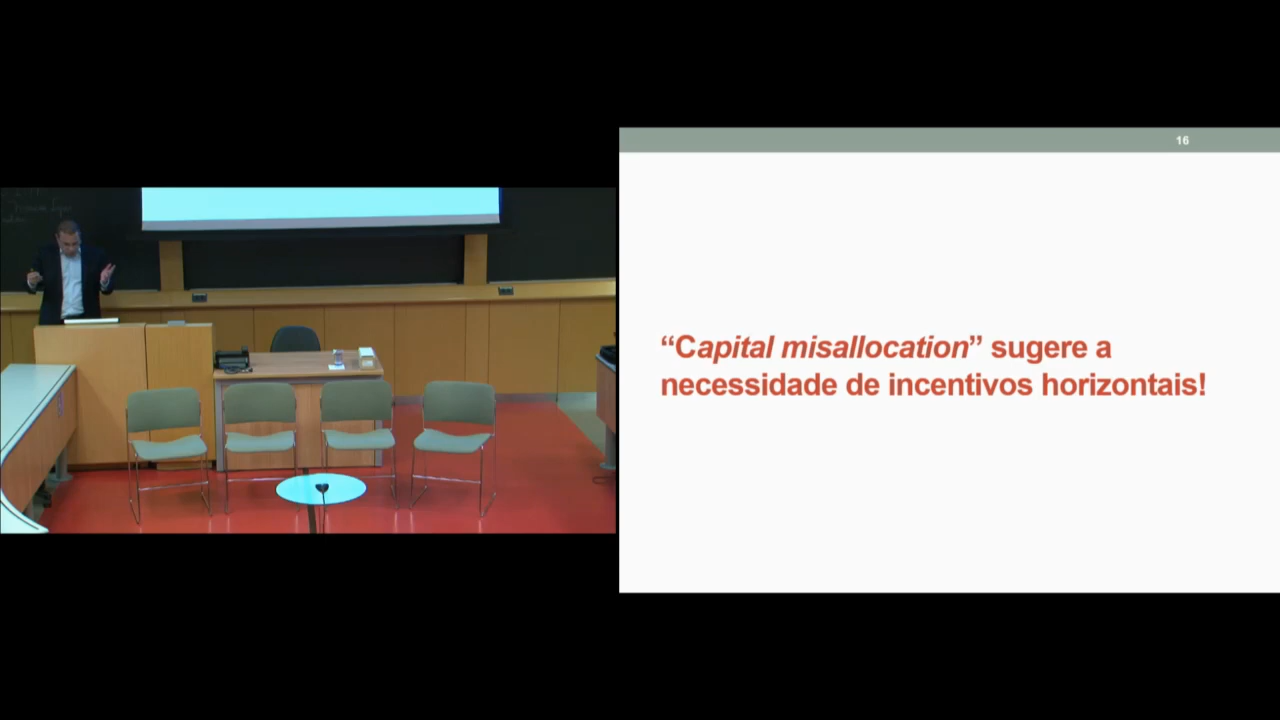 16
“Capital misallocation” sugere a
necessidade de incentivos horizontais!